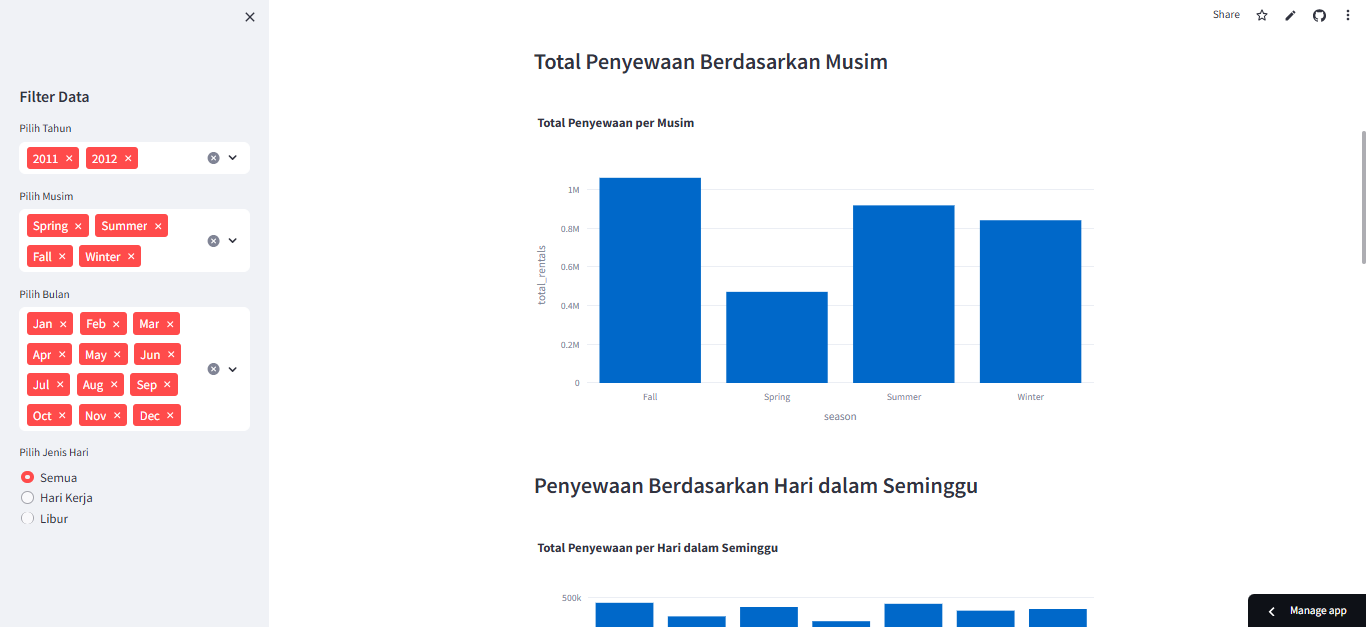 Share
Filter Data
Pilih Tahun
2011 2012
Pilih Musim
Spring Summer
Fall Winter
Pilih Bulan
Jan Feb Mar
Apr May Jun
Jul Aug Sep
Oct Nov Dec
Pilih Jenis Hari
Semua
Hari Kerja
Libur
Total Penyewaan Berdasarkan Musim
Total Penyewaan per Musim
1M
0.8M
0.6M
0.4M
0.2M
0
total_rentals
Fall Spring Summer Winter
season
Penyewaan Berdasarkan Hari dalam Seminggu
Total Penyewaan per Hari dalam Seminggu
500k
Manage app